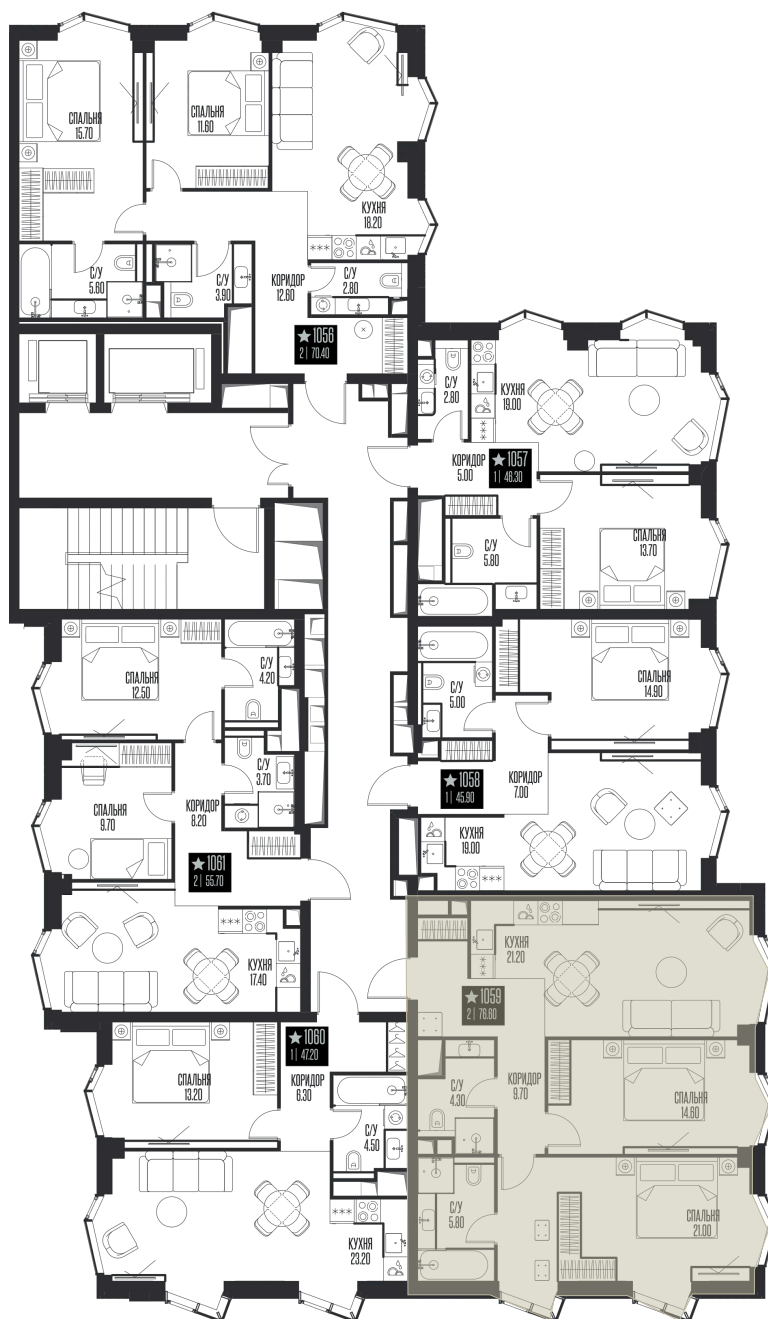 СПАЛЬНЯ
15.70
СПАЛЬНЯ
11.60
КУХНЯ
18.20
С/У
5.60
С/У
3.90
КОРИДОР
12.60
С/У
2.80
1056
2 | 70.40
С/У
2.80
КУХНЯ
19.00
КОРИДОР
5.00
1057
1 | 46.30
С/У
5.80
СПАЛЬНЯ
13.70
СПАЛЬНЯ
12.50
С/У
4.20
С/У
5.00
СПАЛЬНЯ
14.90
С/У
3.70
СПАЛЬНЯ
9.70
КОРИДОР
8.20
1058
1 | 45.90
КОРИДОР
7.00
КУХНЯ
19.00
1061
2 | 55.70
КУХНЯ
17.40
КУХНЯ
21.20
1059
2 | 76.60
1060
1 | 47.20
СПАЛЬНЯ
13.20
КОРИДОР
6.30
С/У
4.30
КОРИДОР
9.70
СПАЛЬНЯ
14.60
С/У
4.50
С/У
5.80
СПАЛЬНЯ
21.00
КУХНЯ
23.20